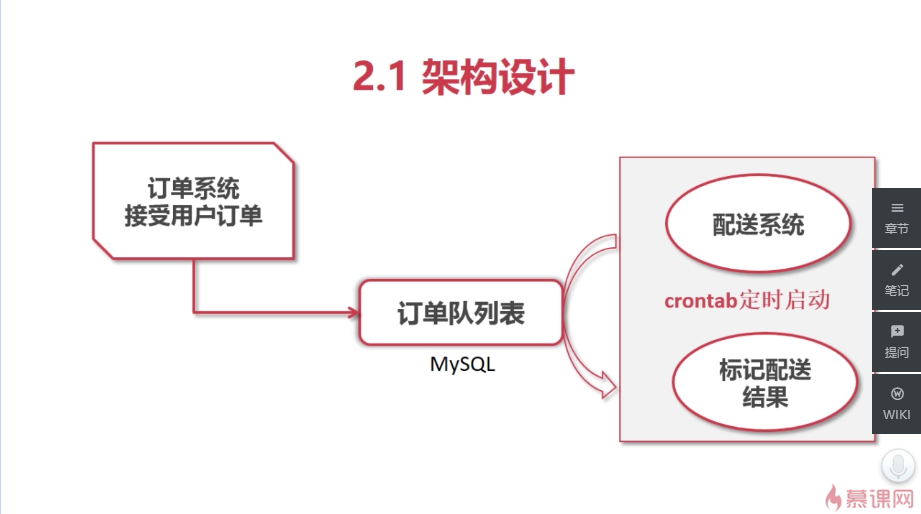 2.1 架构设计
订单系统
接受用户订单
配送系统
crontab定时启动
订单队列表
MySQL
标记配送
结果
章节
笔记
提问
WIKI
慕课网